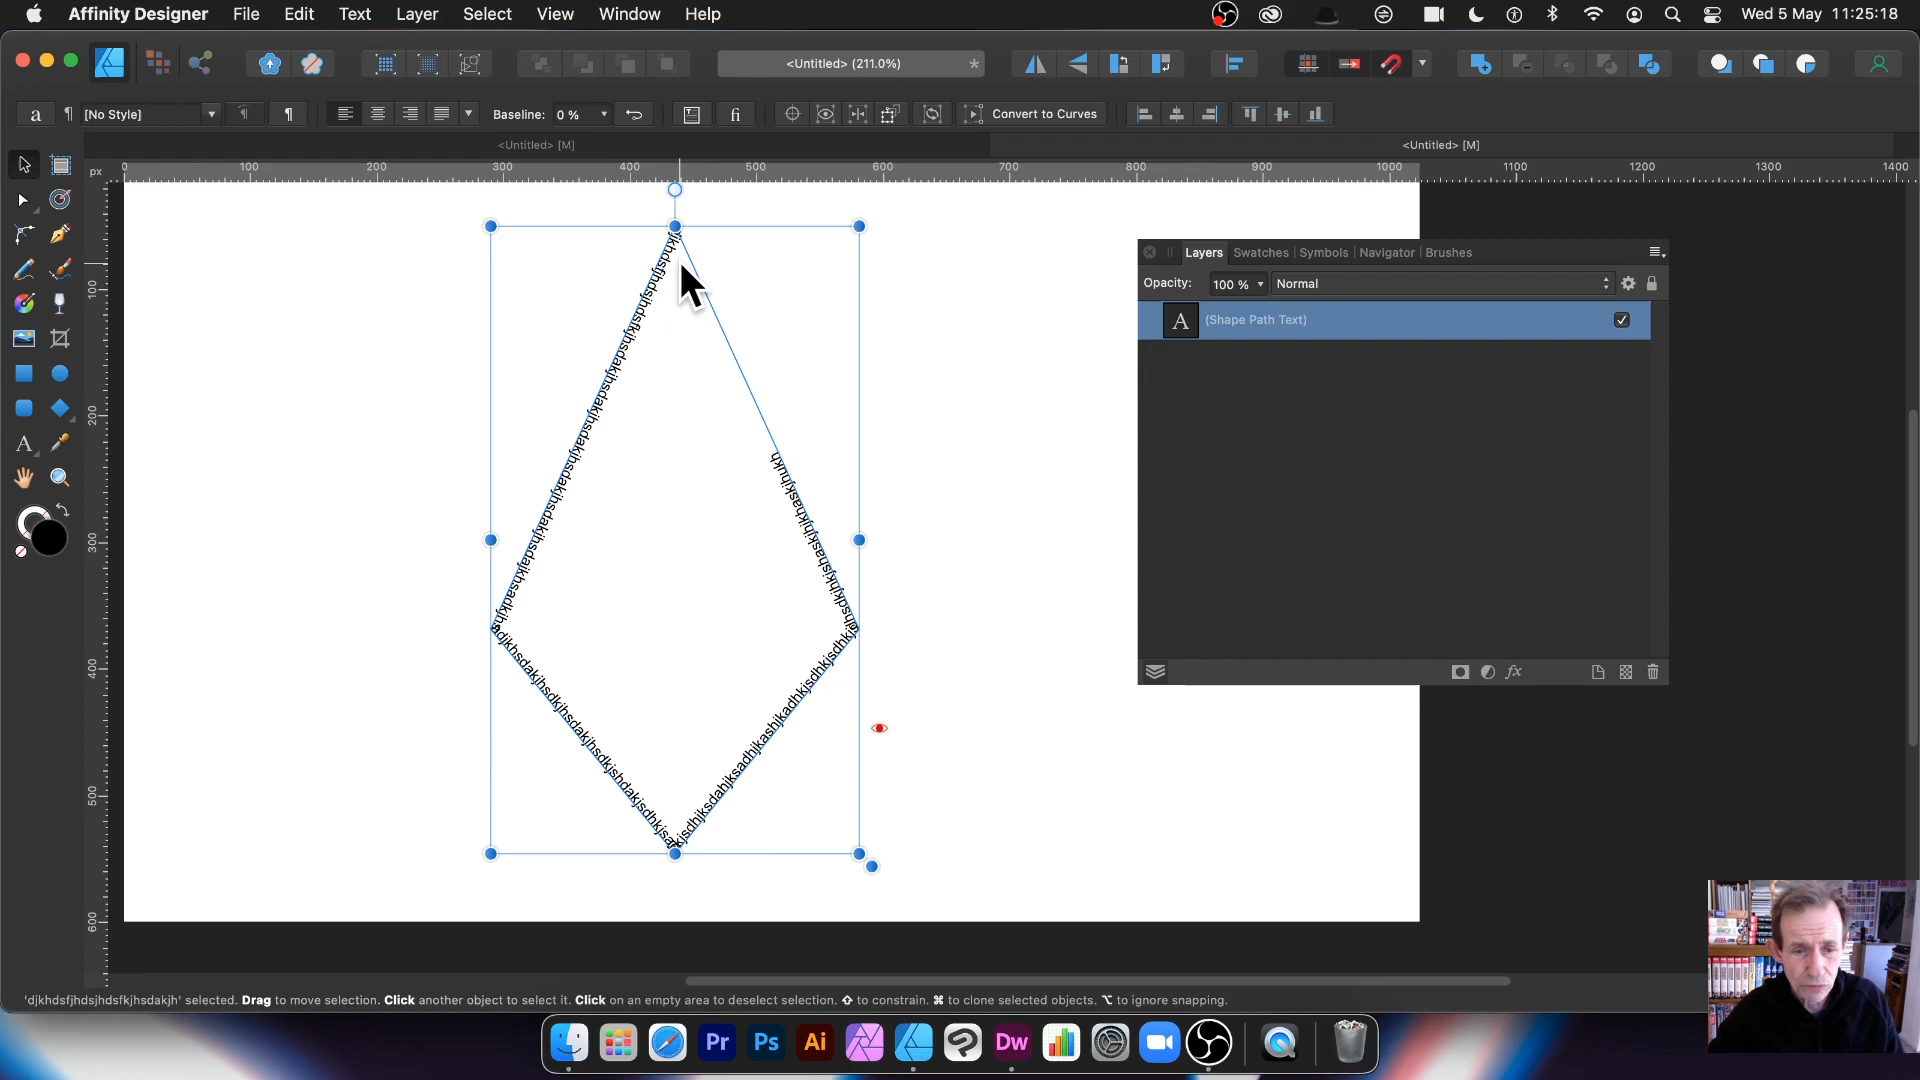 Affinity Designer File Edit Text Layer Select View Window Help Wed 5 May 11:25:18
<Untitled> (211.0%) *
a ¶ [No Style] ¶ ¶ Baseline: 0 % fi Convert to Curves
<Untitled> [M] <Untitled> [M]
px 0 100 200 300 400 500 600 700 800 900 1000 1100 1200 1300 1400
100
200
300
400
500
600
Layers Swatches Symbols Navigator Brushes
Opacity: 100 % Normal
A (Shape Path Text)
fx
A
'djkhdsfjhdsjhdsfkjhsdakjh' selected. Drag to move selection. Click another object to select it. Click on an empty area to deselect selection. ⇧ to constrain. ⌘ to clone selected objects. ⌥ to ignore snapping.
Pr Ps Ai Dw